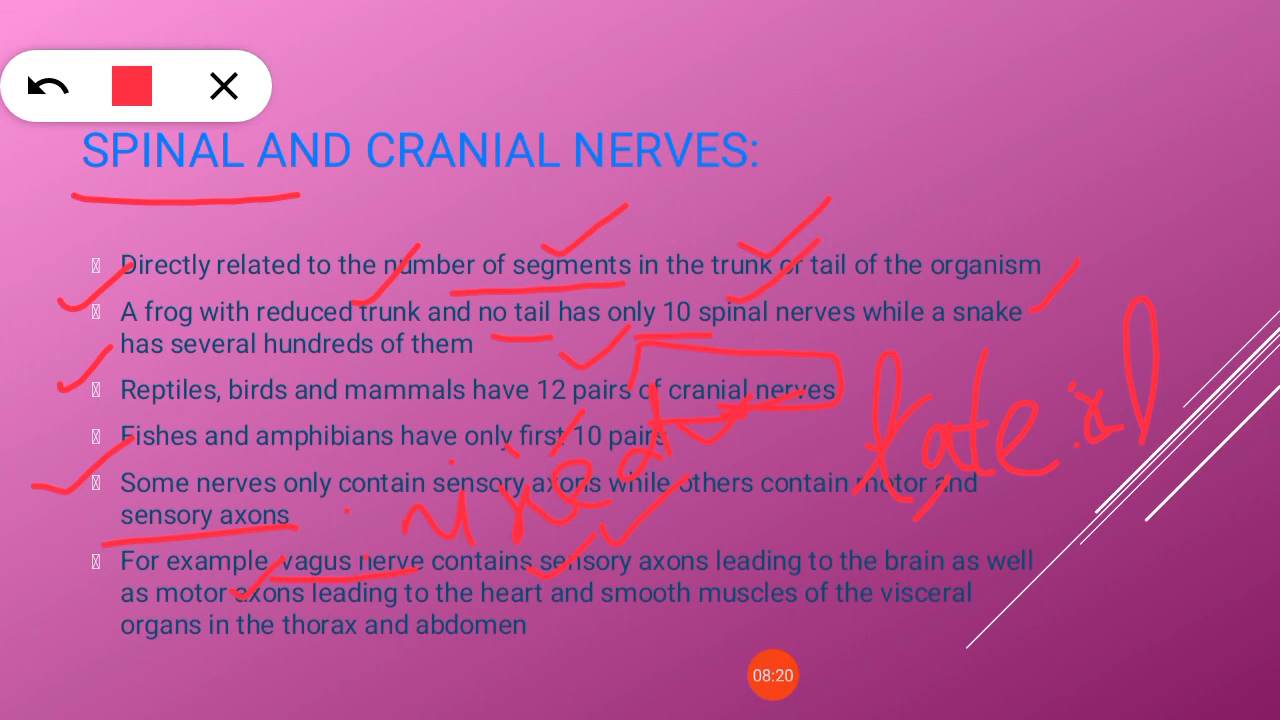 SPINAL AND CRANIAL NERVES:
Directly related to the number of segments in the trunk or tail of the organism
A frog with reduced trunk and no tail has only 10 spinal nerves while a snake
has several hundreds of them
Reptiles, birds and mammals have 12 pairs of cranial nerves
Fishes and amphibians have only first 10 pairs
Some nerves only contain sensory axons while others contain motor and
sensory axons
For example, vagus nerve contains sensory axons leading to the brain as well
as motor axons leading to the heart and smooth muscles of the visceral
organs in the thorax and abdomen
08:20